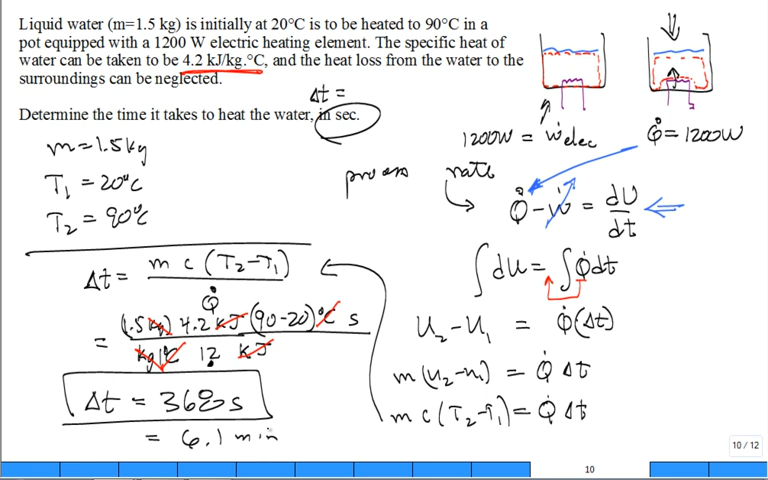 Liquid water (m=1.5 kg) is initially at 20°C is to be heated to 90°C in a
pot equipped with a 1200 W electric heating element. The specific heat of
water can be taken to be 4.2 kJ/kg.°C, and the heat loss from the water to the
surroundings can be neglected.
Δt =
Determine the time it takes to heat the water, in sec.
1200W = Ẇelec
Q̇ = 1200W
m = 1.5 kg
T₁ = 20°C
T₂ = 90°C
process
rate
Q̇ - Ẇ = dU/dt
∫dU = ∫Q̇dt
U₂-U₁ = Q̇(Δt)
m(u₂-u₁) = Q̇ Δt
m c (T₂-T₁) = Q̇ Δt
Δt = m c (T₂-T₁) / Q̇
= (1.5 kg) 4.2 kJ (90-20)°C s / kg °C 1.2 kJ
Δt = 368 s
= 6.1 min
10 / 12
10